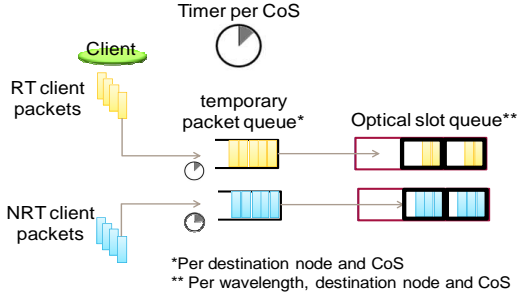 Timer per CoS
Client
RT client
packets
temporary
packet queue*
Optical slot queue**
NRT client
packets
*Per destination node and CoS
** Per wavelength, destination node and CoS